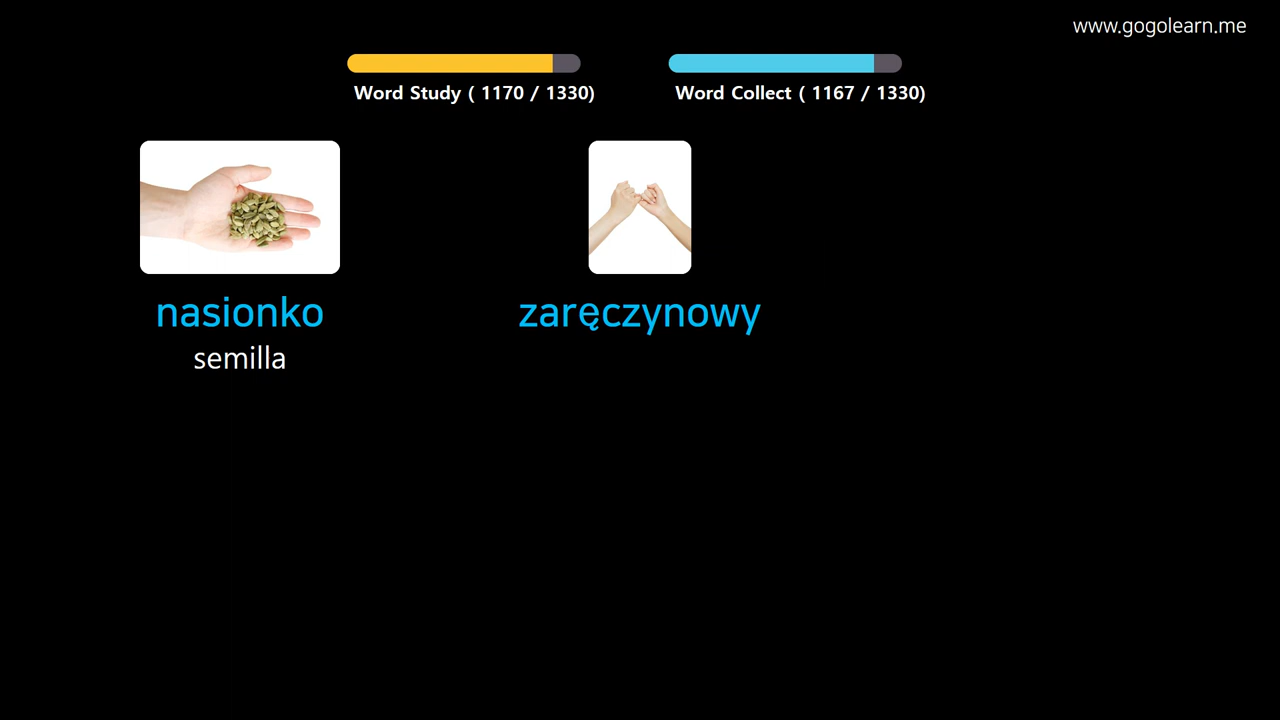 www.gogolearn.me
Word Study ( 1170 / 1330)
Word Collect ( 1167 / 1330)
nasionko
semilla
zaręczynowy